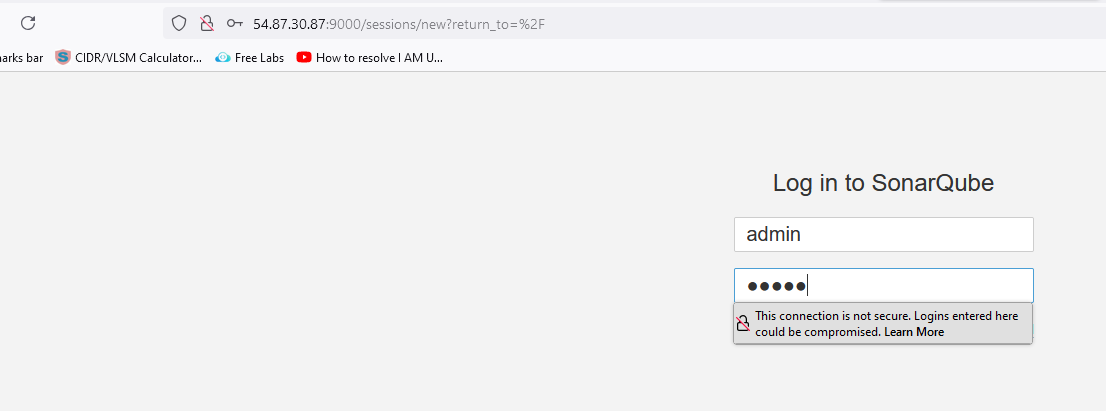 54.87.30.87:9000/sessions/new?return_to=%2F
arks bar CIDR/VLSM Calculator... Free Labs How to resolve I AM U...
Log in to SonarQube
admin
●●●●●
This connection is not secure. Logins entered here
could be compromised. Learn More